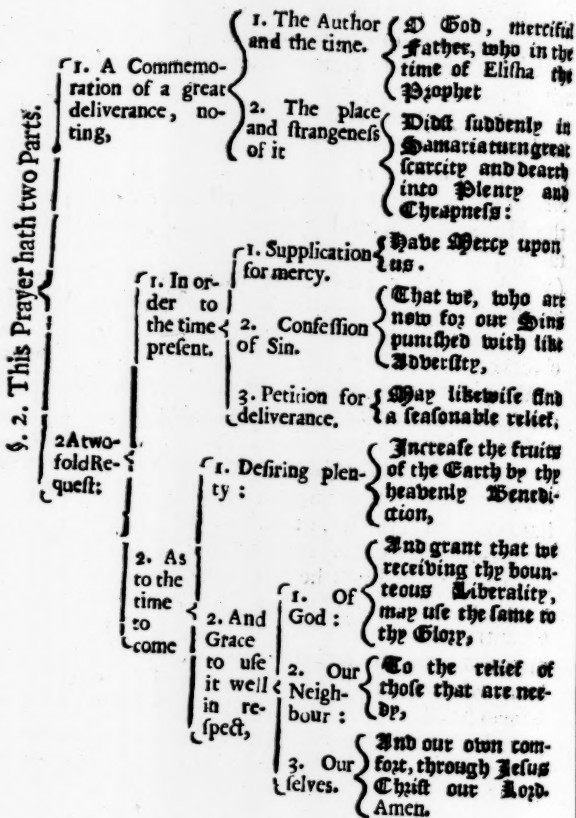 §. 2. This Prayer hath two Parts.
1. A Commemo-
ration of a great
deliverance, no-
ting,
1. The Author
and the time.
O God, merciful
Father, who in the
time of Eliſha the
Prophet
2. The place
and ſtrangeneſs
of it
Didſt ſuddenly in
Samaria turn great
ſcarcity and dearth
into Plenty and
Cheapneſs:
2 A two-
fold Re-
queſt:
1. In or-
der to
the time
preſent.
1. Supplication
for mercy.
Have Mercy upon
us.
2. Confeſſion
of Sin.
That we, who are
now for our Sins
puniſhed with like
Adverſity,
3. Petition for
deliverance.
May likewiſe find
a ſeaſonable relief.
2. As
to the
time
to
come
1. Deſiring plen-
ty:
Increaſe the fruits
of the Earth by thy
heavenly Benedi-
ction,
2. And
Grace
to uſe
it well
in re-
ſpect,
1. Of
God:
And grant that we
receiving thy boun-
teous Liberality,
may uſe the ſame to
thy Glory,
2. Our
Neigh-
bour:
To the relief of
thoſe that are nee-
dy,
3. Our
ſelves.
And our own com-
fort, through Jeſus
Chriſt our Lord.
Amen.